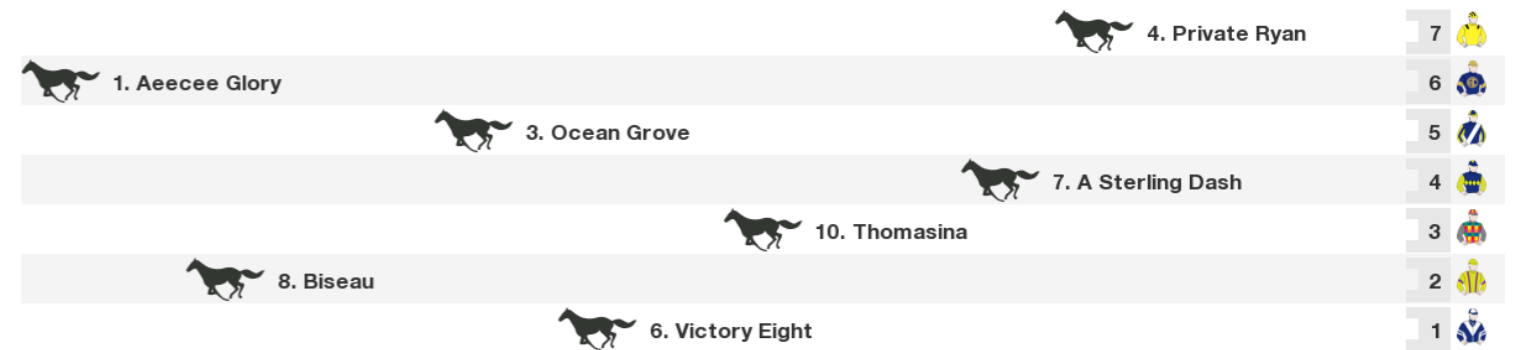 4. Private Ryan 7
1. Aeecee Glory 6
3. Ocean Grove 5
7. A Sterling Dash 4
10. Thomasina 3
8. Biseau 2
6. Victory Eight 1